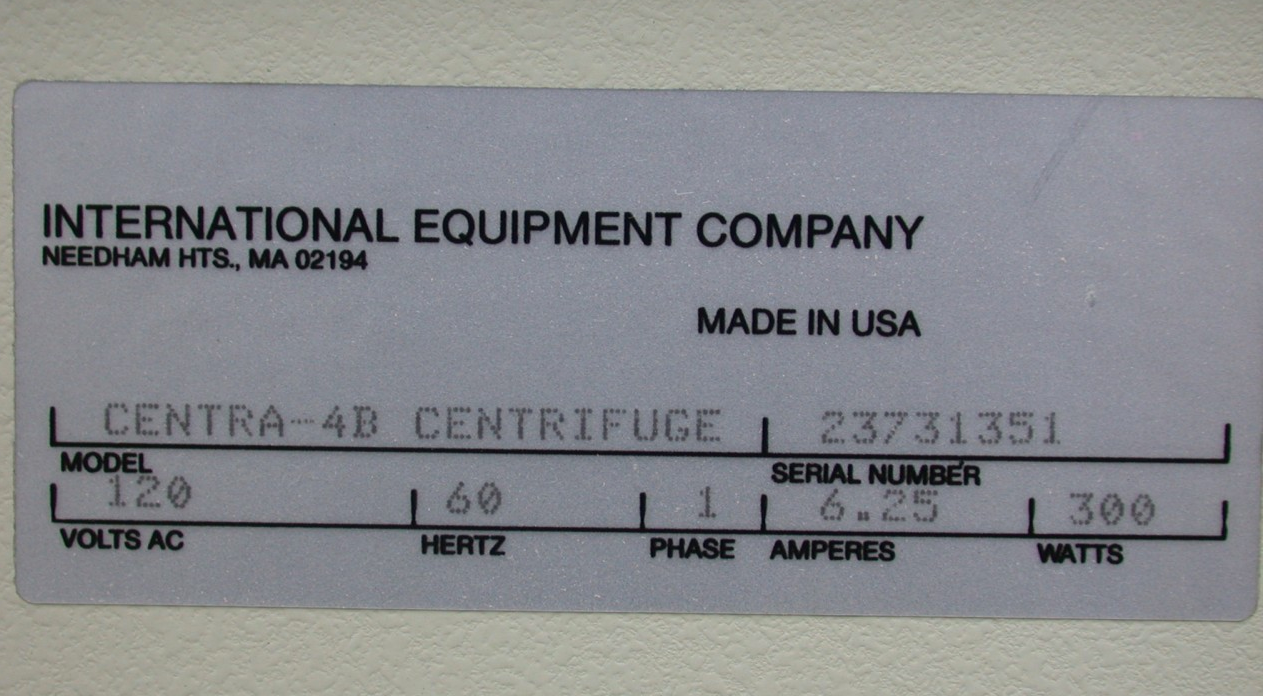 INTERNATIONAL EQUIPMENT COMPANY
NEEDHAM HTS., MA 02194
MADE IN USA
CENTRA-4B CENTRIFUGE 23731351
MODEL SERIAL NUMBER
120 60 1 6.25 300
VOLTS AC HERTZ PHASE AMPERES WATTS